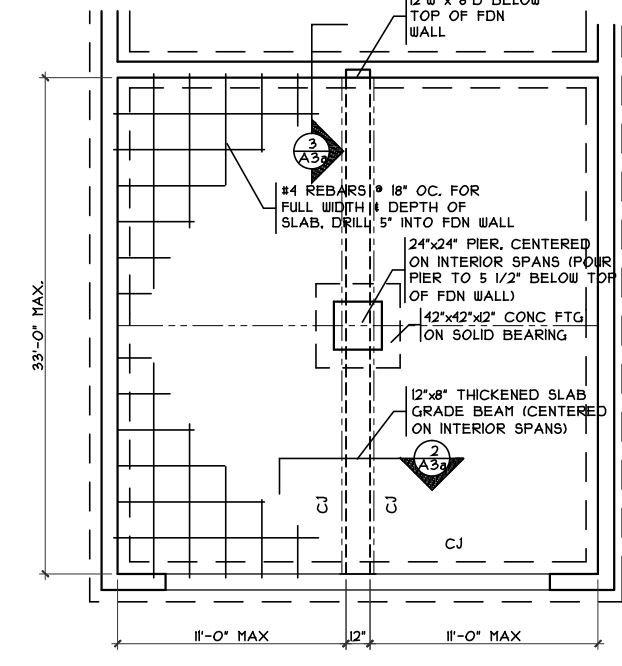 12"W x 8"D BELOW
TOP OF FDN
WALL
3
A3a
#4 REBARS @ 18" OC. FOR
FULL WIDTH & DEPTH OF
SLAB, DRILL 5" INTO FDN WALL
24"x24" PIER, CENTERED
ON INTERIOR SPANS (POUR
PIER TO 5 1/2" BELOW TOP
OF FDN WALL)
42"x42"x12" CONC FTG
ON SOLID BEARING
33'-0" MAX.
12"x8" THICKENED SLAB
GRADE BEAM (CENTERED
ON INTERIOR SPANS)
2
A3a
CJ
CJ
CJ
11'-0" MAX
12"
11'-0" MAX